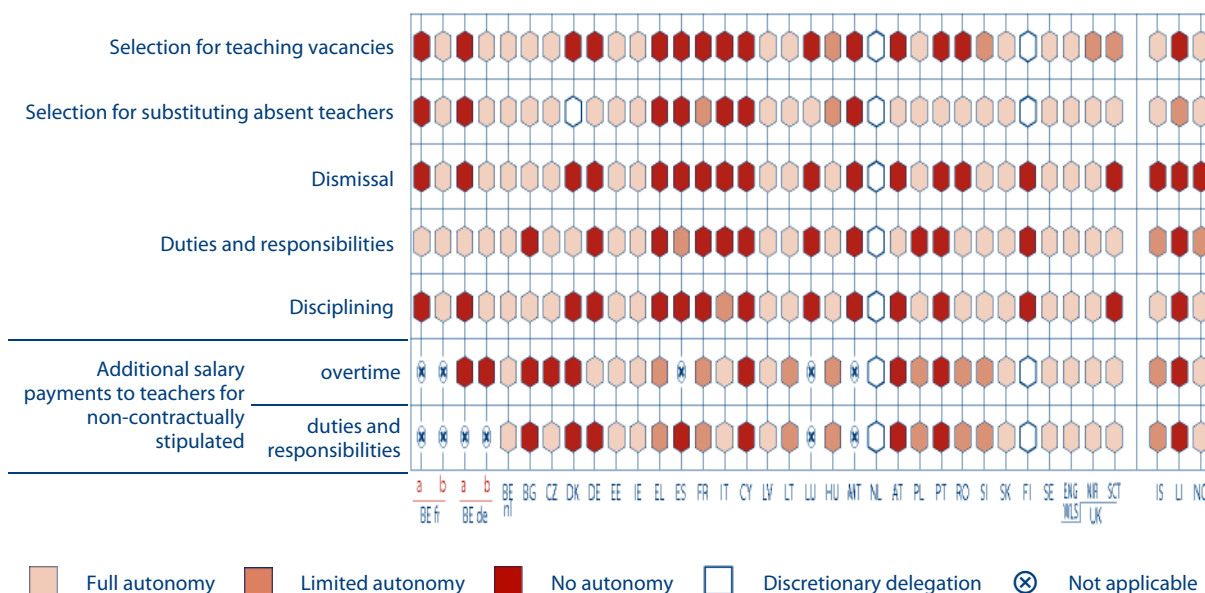 Selection for teaching vacancies
Selection for substituting absent teachers
Dismissal
Duties and responsibilities
Disciplining
Additional salary
payments to teachers for
non-contractually
stipulated
overtime
duties and
responsibilities
a b a b BE BG CZ DK DE EE IE EL ES FR IT CY LV LT LU HU MT NL AT PL PT RO SI SK FI SE ENG NIR SCT IS LI NO
BE fr BE de nl WLS UK
Full autonomy Limited autonomy No autonomy Discretionary delegation Not applicable